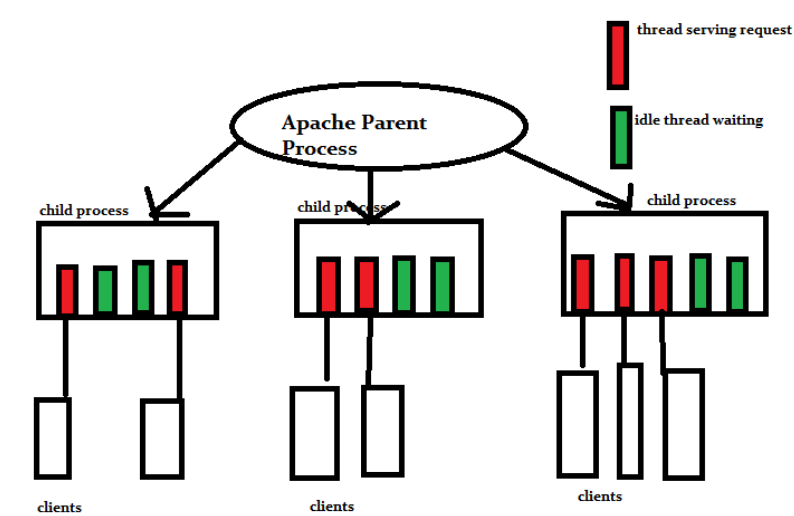 thread serving request
idle thread waiting
Apache Parent
Process
child process
child process
child process
clients
clients
clients